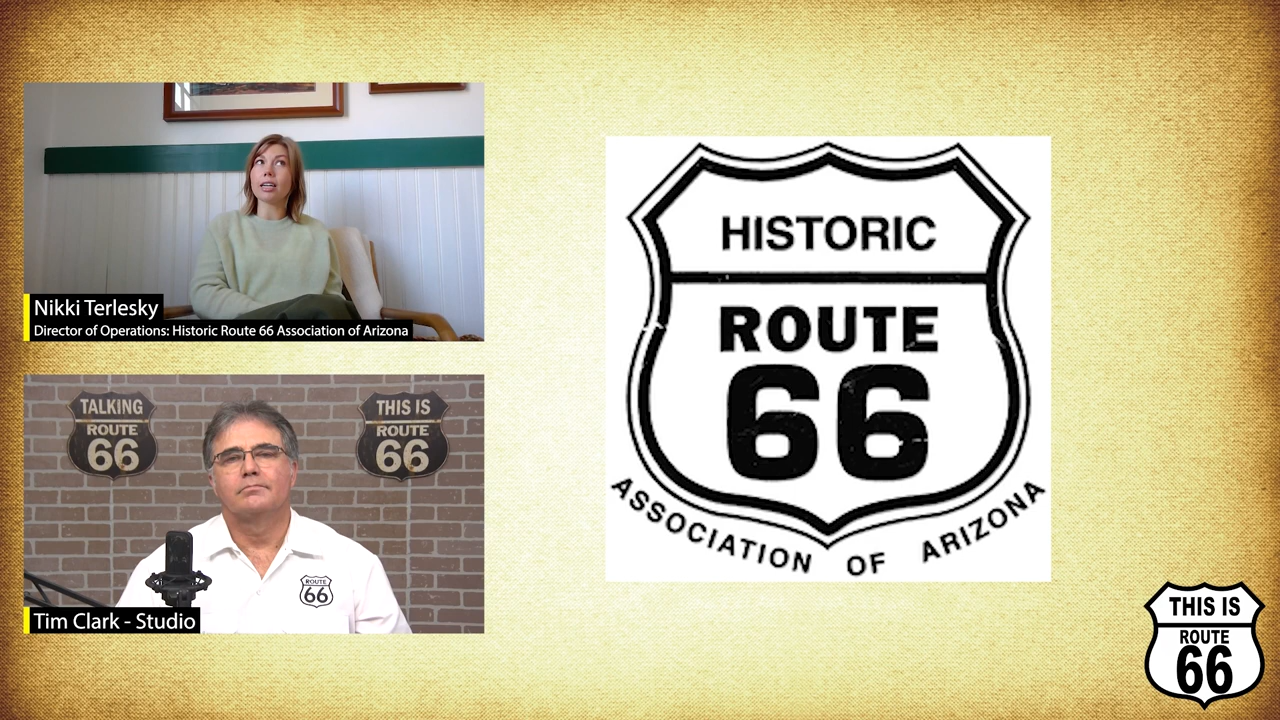 Nikki Terlesky
Director of Operations: Historic Route 66 Association of Arizona
TALKING
ROUTE
66
THIS IS
ROUTE
66
ROUTE
66
Tim Clark - Studio
HISTORIC
ROUTE
66
ASSOCIATION OF ARIZONA
THIS IS
ROUTE
66